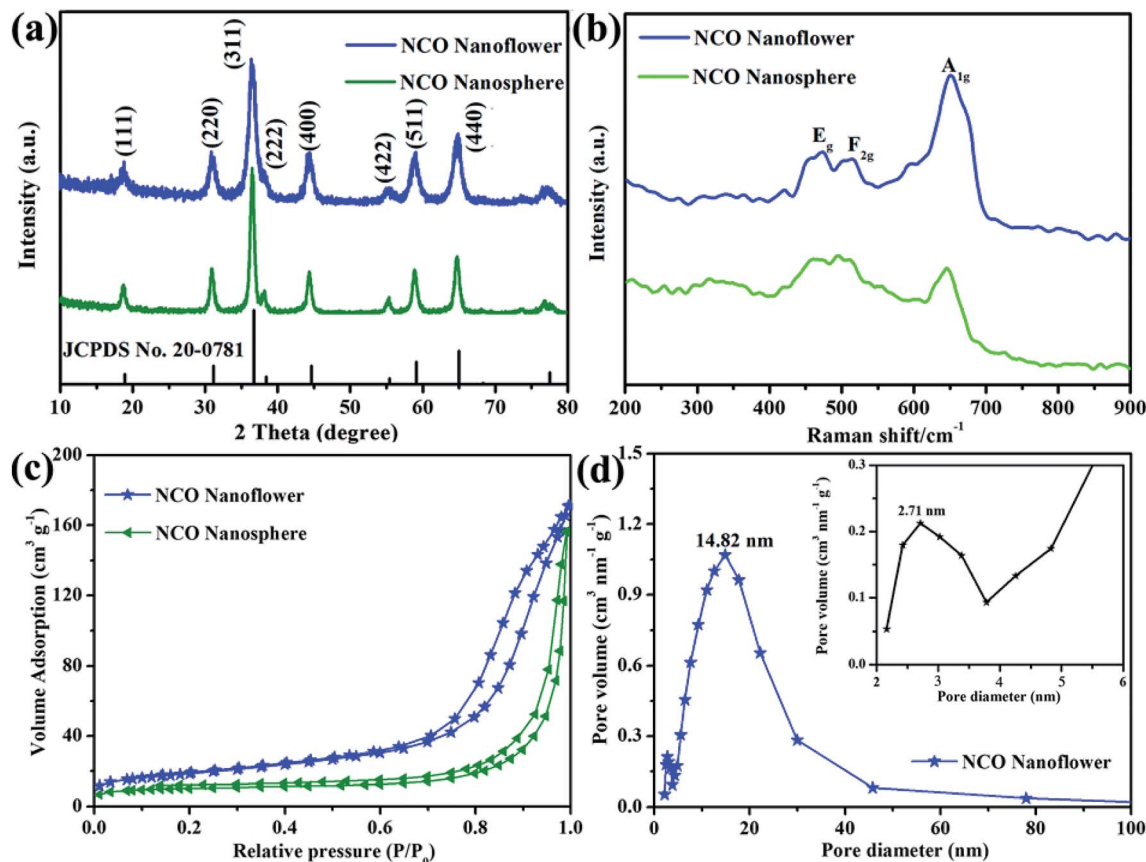 (a)
NCO Nanoflower
NCO Nanosphere
(111)
(220)
(311)
(222)
(400)
(422)
(511)
(440)
JCPDS No. 20-0781
Intensity (a.u.)
10 20 30 40 50 60 70 80
2 Theta (degree)
(b)
NCO Nanoflower
NCO Nanosphere
Eg
F2g
A1g
Intensity (a.u.)
200 300 400 500 600 700 800 900
Raman shift/cm-1
(c)
NCO Nanoflower
NCO Nanosphere
Volume Adsorption (cm3 g-1)
200
160
120
80
40
0
0.0 0.2 0.4 0.6 0.8 1.0
Relative pressure (P/P0)
(d)
14.82 nm
NCO Nanoflower
Pore volume (cm3 nm-1 g-1)
1.5
1.2
0.9
0.6
0.3
0.0
0 20 40 60 80 100
Pore diameter (nm)
2.71 nm
Pore volume (cm3 nm-1 g-1)
0.3
0.2
0.1
0.0
2 3 4 5 6
Pore diameter (nm)